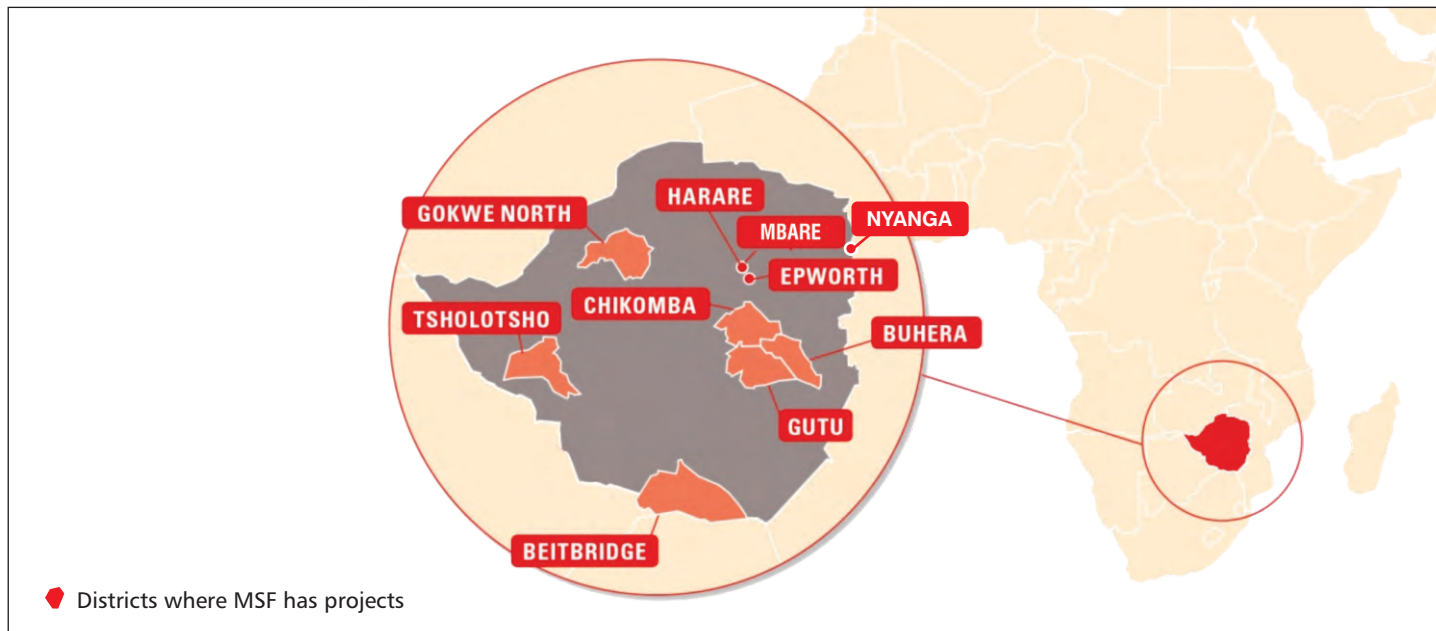 HARARE
GOKWE NORTH
NYANGA
MBARE
EPWORTH
CHIKOMBA
TSHOLOTSHO
BUHERA
GUTU
BEITBRIDGE
Districts where MSF has projects